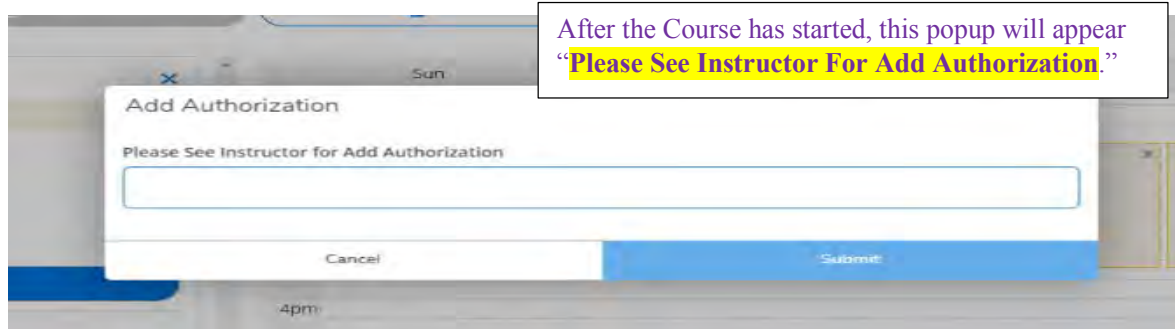 After the Course has started, this popup will appear
“Please See Instructor For Add Authorization.”
Sun
Add Authorization
Please See Instructor for Add Authorization
Cancel
Submit
4pm